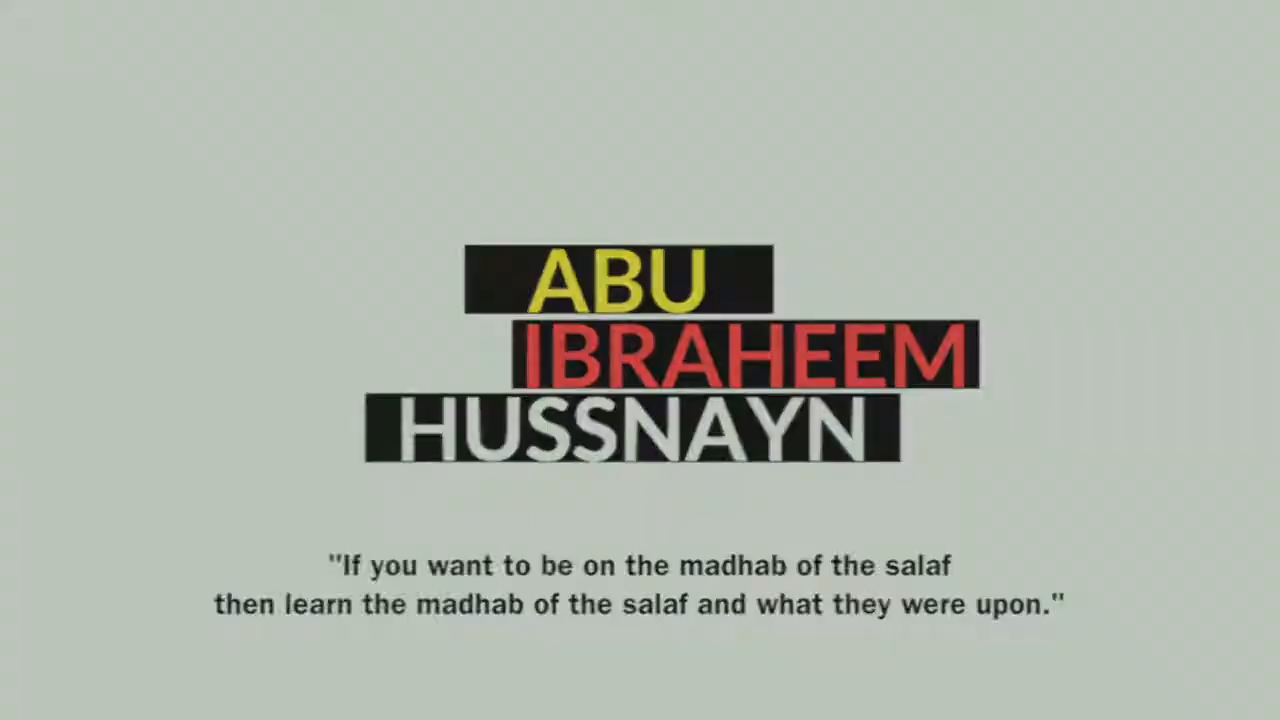 ABU
IBRAHEEM
HUSSNAYN
"If you want to be on the madhab of the salaf
then learn the madhab of the salaf and what they were upon."